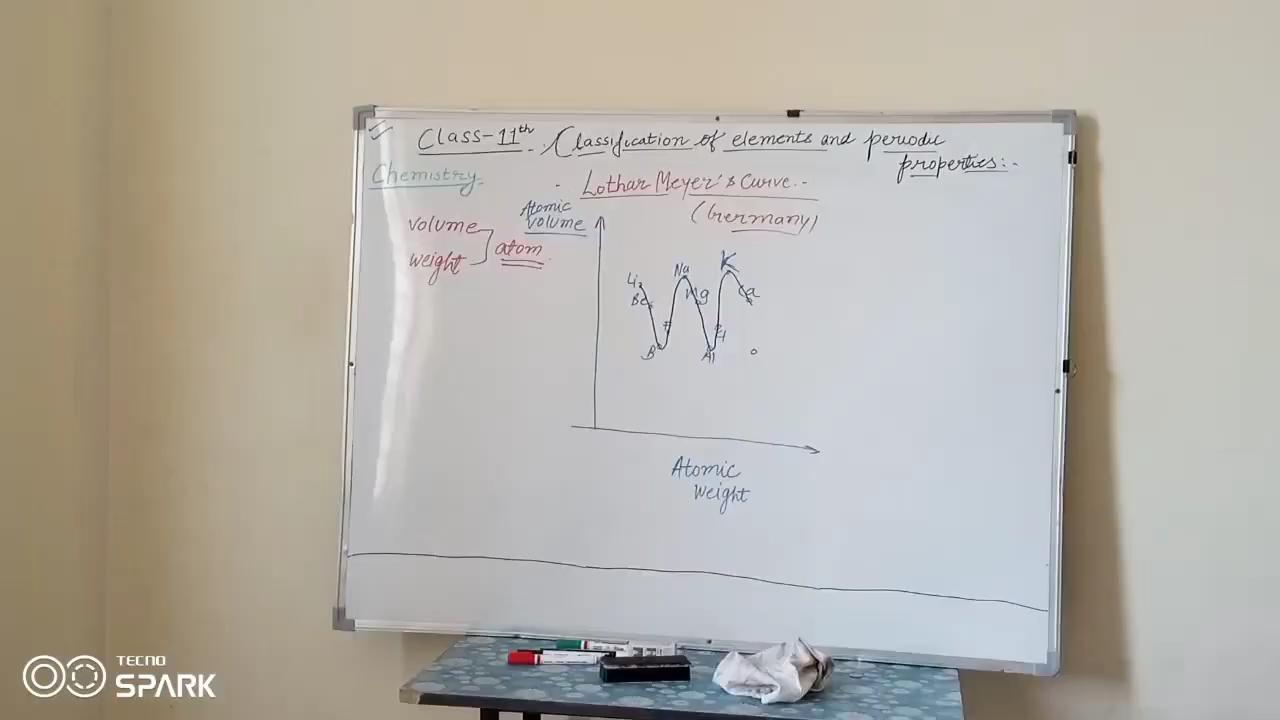 Class-11th. Classification of elements and periodic
properties:-
Chemistry.
Lothar Meyer's Curve.-
(Germany)
volume
weight
atom
Atomic
volume
Li
Be
B
F
Na
Mg
Al
Cl
K
Ca
Atomic
weight
TECNO
SPARK